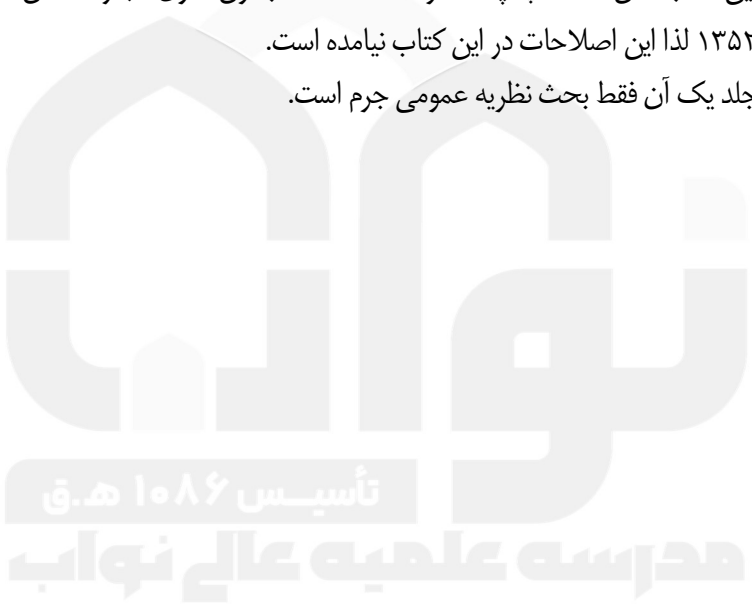 ۱۳۵۲ لذا این اصلاحات در این کتاب نیامده است.
جلد یک آن فقط بحث نظریه عمومی جرم است.
نواب
تأسیس ۱۰۸۶ ه.ق
مدرسه علمیه عالی نواب